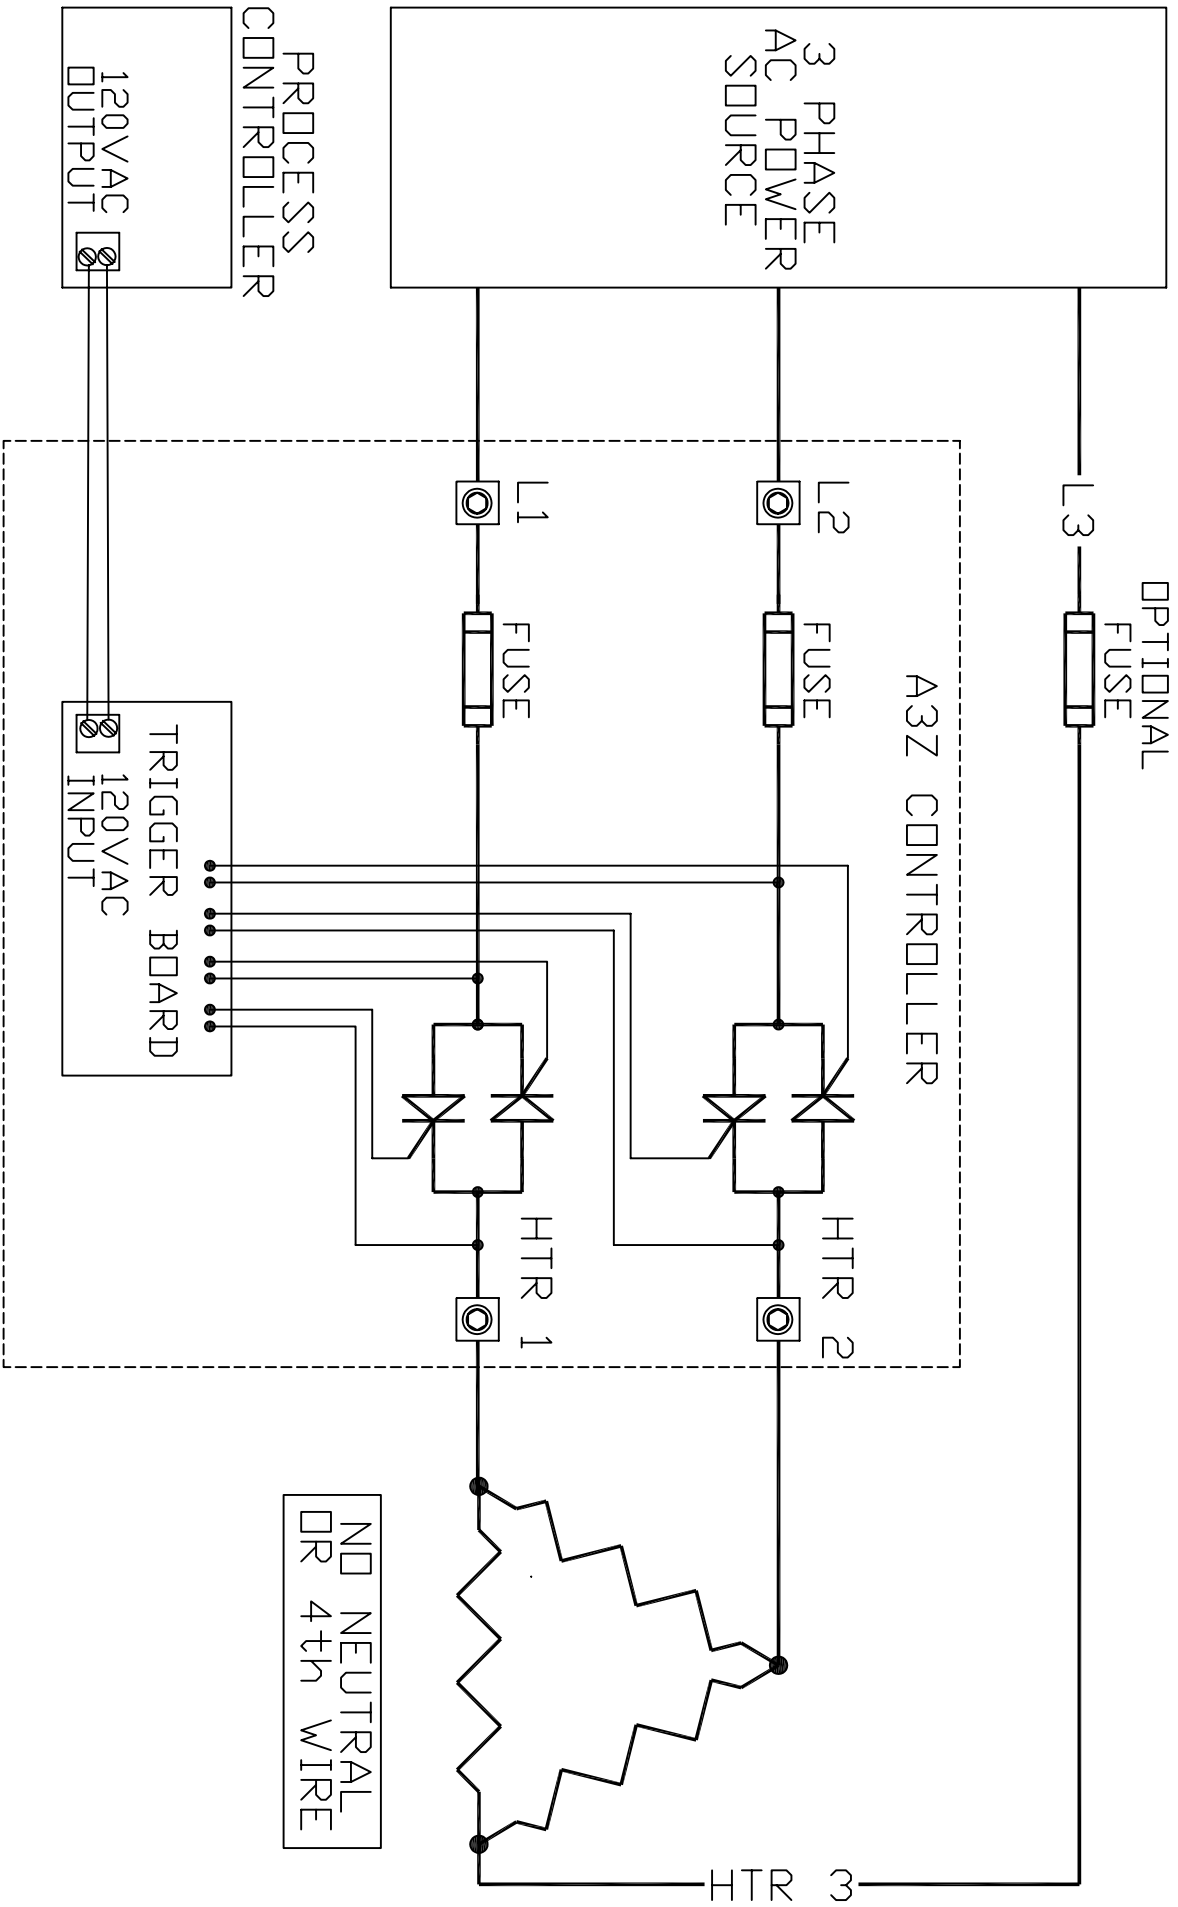 OPTIONAL
FUSE
L3
3 PHASE
AC POWER
SOURCE
A3Z CONTROLLER
L2
FUSE
HTR 2
HTR 3
L1
FUSE
HTR 1
NO NEUTRAL
OR 4th WIRE
PROCESS
CONTROLLER
120VAC
OUTPUT
TRIGGER BOARD
120VAC
INPUT